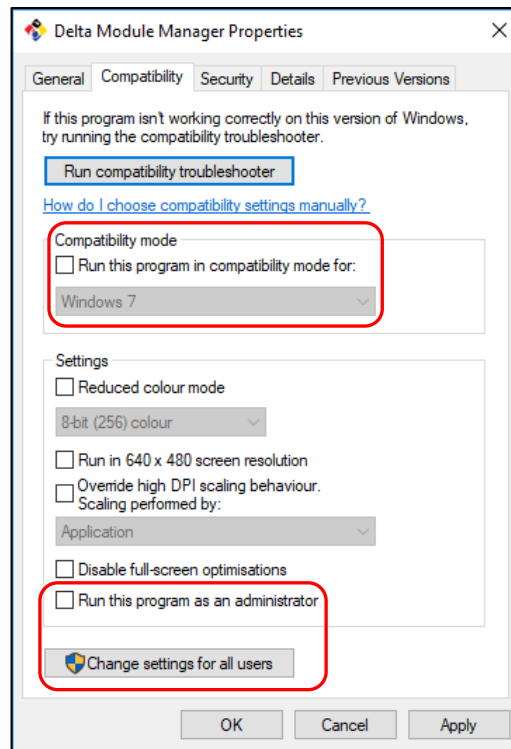 Delta Module Manager Properties
General Compatibility Security Details Previous Versions
If this program isn't working correctly on this version of Windows,
try running the compatibility troubleshooter.
Run compatibility troubleshooter
How do I choose compatibility settings manually?
Compatibility mode
Run this program in compatibility mode for:
Windows 7
Settings
Reduced colour mode
8-bit (256) colour
Run in 640 x 480 screen resolution
Override high DPI scaling behaviour.
Scaling performed by:
Application
Disable full-screen optimisations
Run this program as an administrator
Change settings for all users
OK Cancel Apply